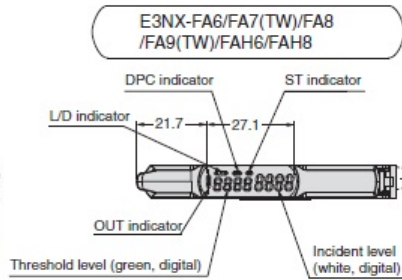 E3NX-FA6/FA7(TW)/FA8
/FA9(TW)/FAH6/FAH8
DPC indicator
ST indicator
L/D indicator
21.7
27.1
OUT indicator
Threshold level (green, digital)
Incident level
(white, digital)